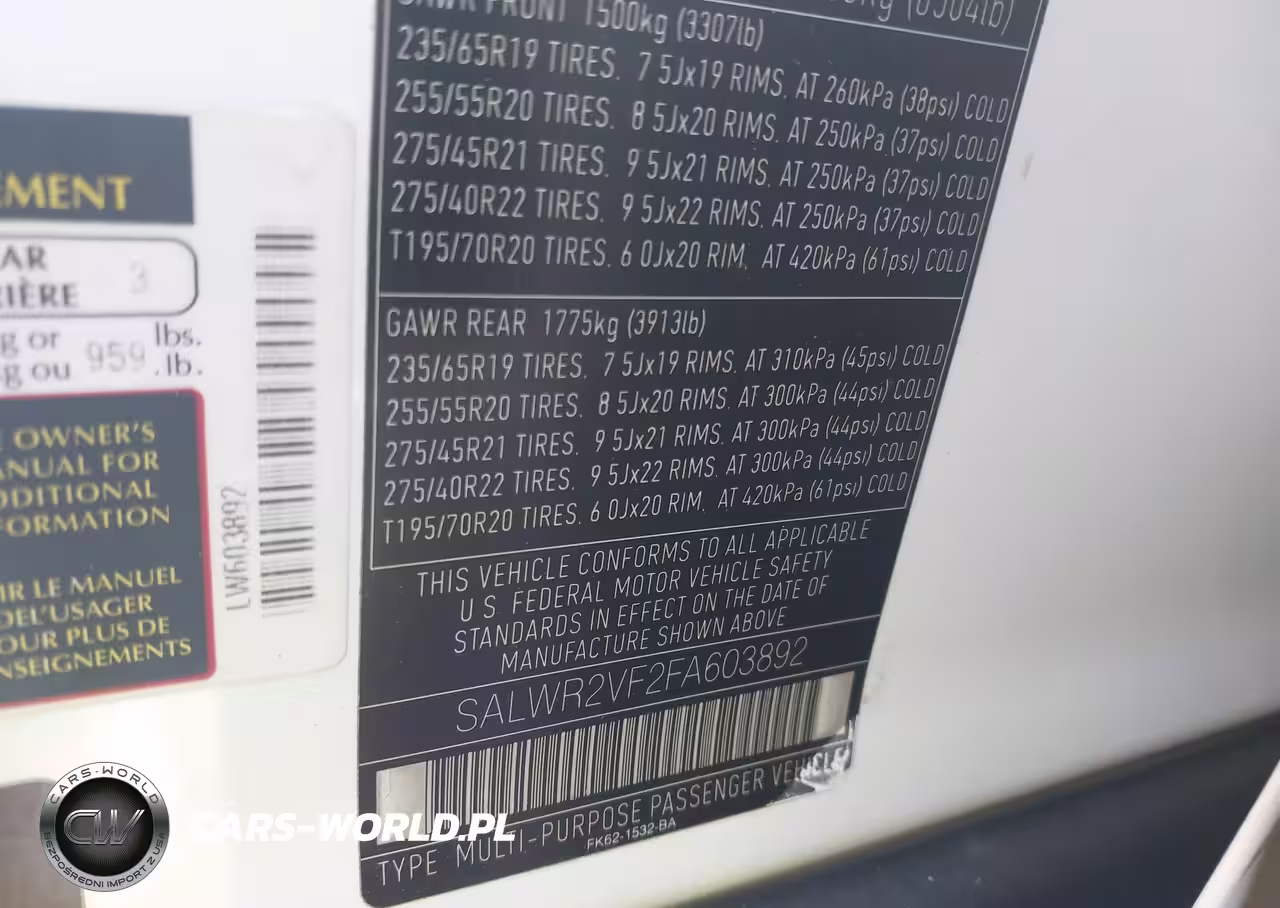 GAWR FRONT 1500kg (3307lb)
235/65R19 TIRES. 7 5Jx19 RIMS. AT 260kPa (38psi) COLD
255/55R20 TIRES. 8 5Jx20 RIMS. AT 250kPa (37psi) COLD
275/45R21 TIRES. 9 5Jx21 RIMS. AT 250kPa (37psi) COLD
275/40R22 TIRES. 9 5Jx22 RIMS. AT 250kPa (37psi) COLD
T195/70R20 TIRES. 6 0Jx20 RIM. AT 420kPa (61psi) COLD
GAWR REAR 1775kg (3913lb)
235/65R19 TIRES. 7 5Jx19 RIMS. AT 310kPa (45psi) COLD
255/55R20 TIRES. 8 5Jx20 RIMS. AT 300kPa (44psi) COLD
275/45R21 TIRES. 9 5Jx21 RIMS. AT 300kPa (44psi) COLD
275/40R22 TIRES. 9 5Jx22 RIMS. AT 300kPa (44psi) COLD
T195/70R20 TIRES. 6 0Jx20 RIM. AT 420kPa (61psi) COLD
THIS VEHICLE CONFORMS TO ALL APPLICABLE
U S FEDERAL MOTOR VEHICLE SAFETY
STANDARDS IN EFFECT ON THE DATE OF
MANUFACTURE SHOWN ABOVE
SALWR2VF2FA603892
TYPE MULTI-PURPOSE PASSENGER VEHICLE
FK62-1532-BA
EMENT
AR
IÈRE 3
g or lbs.
g ou 959 .lb.
OWNER'S
ANUAL FOR
DDITIONAL
FORMATION
IR LE MANUEL
DEL'USAGER
OUR PLUS DE
NSEIGNEMENTS
LW603892
CARS-WORLD
CW
BEZPOŚREDNI IMPORT Z USA
CARS-WORLD.PL